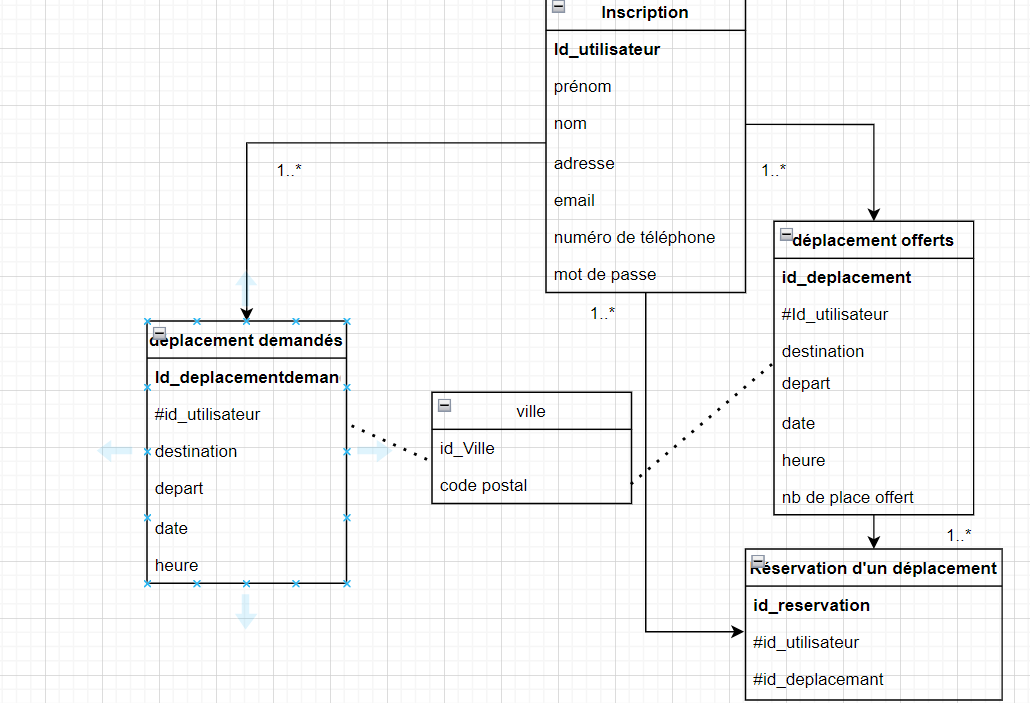 Inscription
Id_utilisateur
prénom
nom
adresse
email
numéro de téléphone
mot de passe
1..*
1..*
1..*
déplacement offerts
id_deplacement
#Id_utilisateur
destination
depart
date
heure
nb de place offert
déplacement demandés
Id_deplacementdeman
#id_utilisateur
destination
depart
date
heure
ville
id_Ville
code postal
1..*
Réservation d'un déplacement
id_reservation
#id_utilisateur
#id_deplacemant